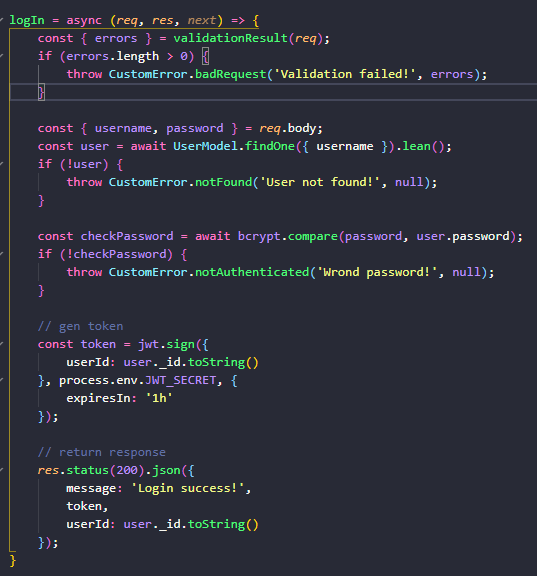 logIn = async (req, res, next) => {
const { errors } = validationResult(req);
if (errors.length > 0) {
throw CustomError.badRequest('Validation failed!', errors);
}
const { username, password } = req.body;
const user = await UserModel.findOne({ username }).lean();
if (!user) {
throw CustomError.notFound('User not found!', null);
}
const checkPassword = await bcrypt.compare(password, user.password);
if (!checkPassword) {
throw CustomError.notAuthenticated('Wrond password!', null);
}
// gen token
const token = jwt.sign({
userId: user._id.toString()
}, process.env.JWT_SECRET, {
expiresIn: '1h'
});
// return response
res.status(200).json({
message: 'Login success!',
token,
userId: user._id.toString()
});
}